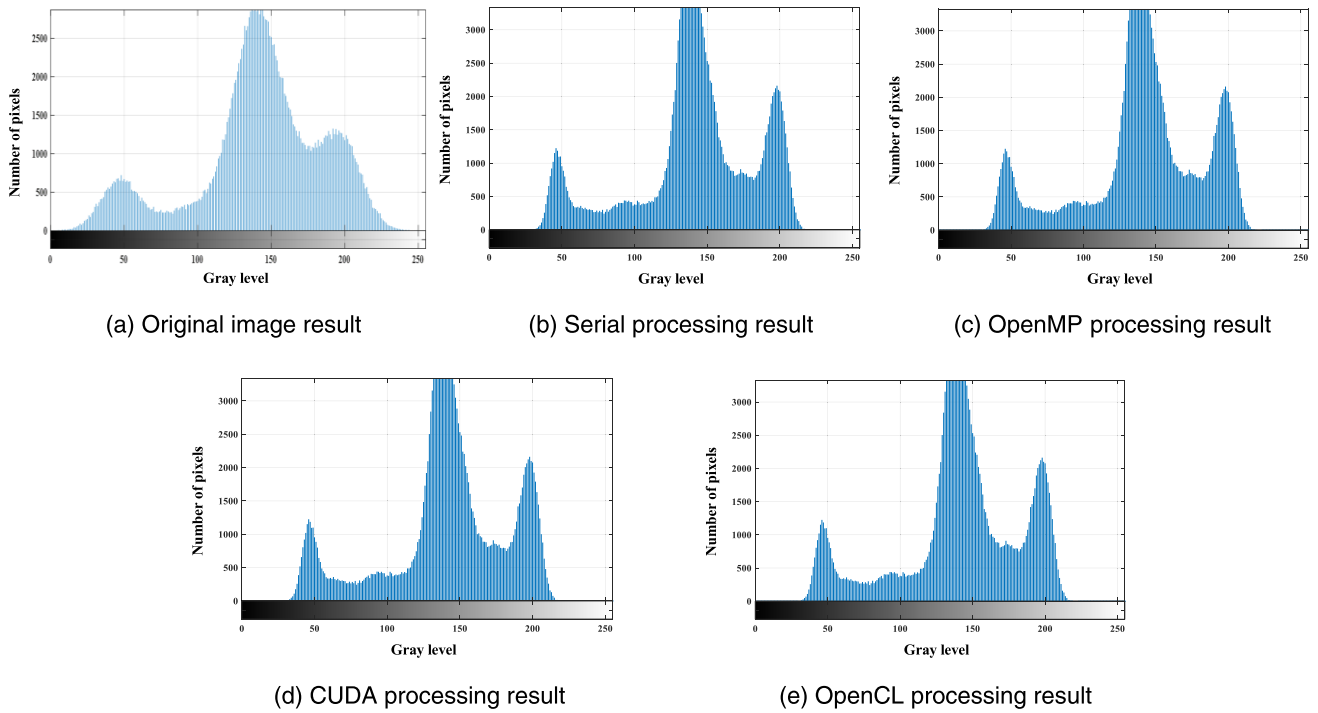 Number of pixels
2500
2000
1500
1000
500
0
0 50 100 150 200 250
Gray level
(a) Original image result
Number of pixels
3000
2500
2000
1500
1000
500
0
0 50 100 150 200 250
Gray level
(b) Serial processing result
Number of pixels
3000
2500
2000
1500
1000
500
0
0 50 100 150 200 250
Gray level
(c) OpenMP processing result
Number of pixels
3000
2500
2000
1500
1000
500
0
0 50 100 150 200 250
Gray level
(d) CUDA processing result
Number of pixels
3000
2500
2000
1500
1000
500
0
0 50 100 150 200 250
Gray level
(e) OpenCL processing result